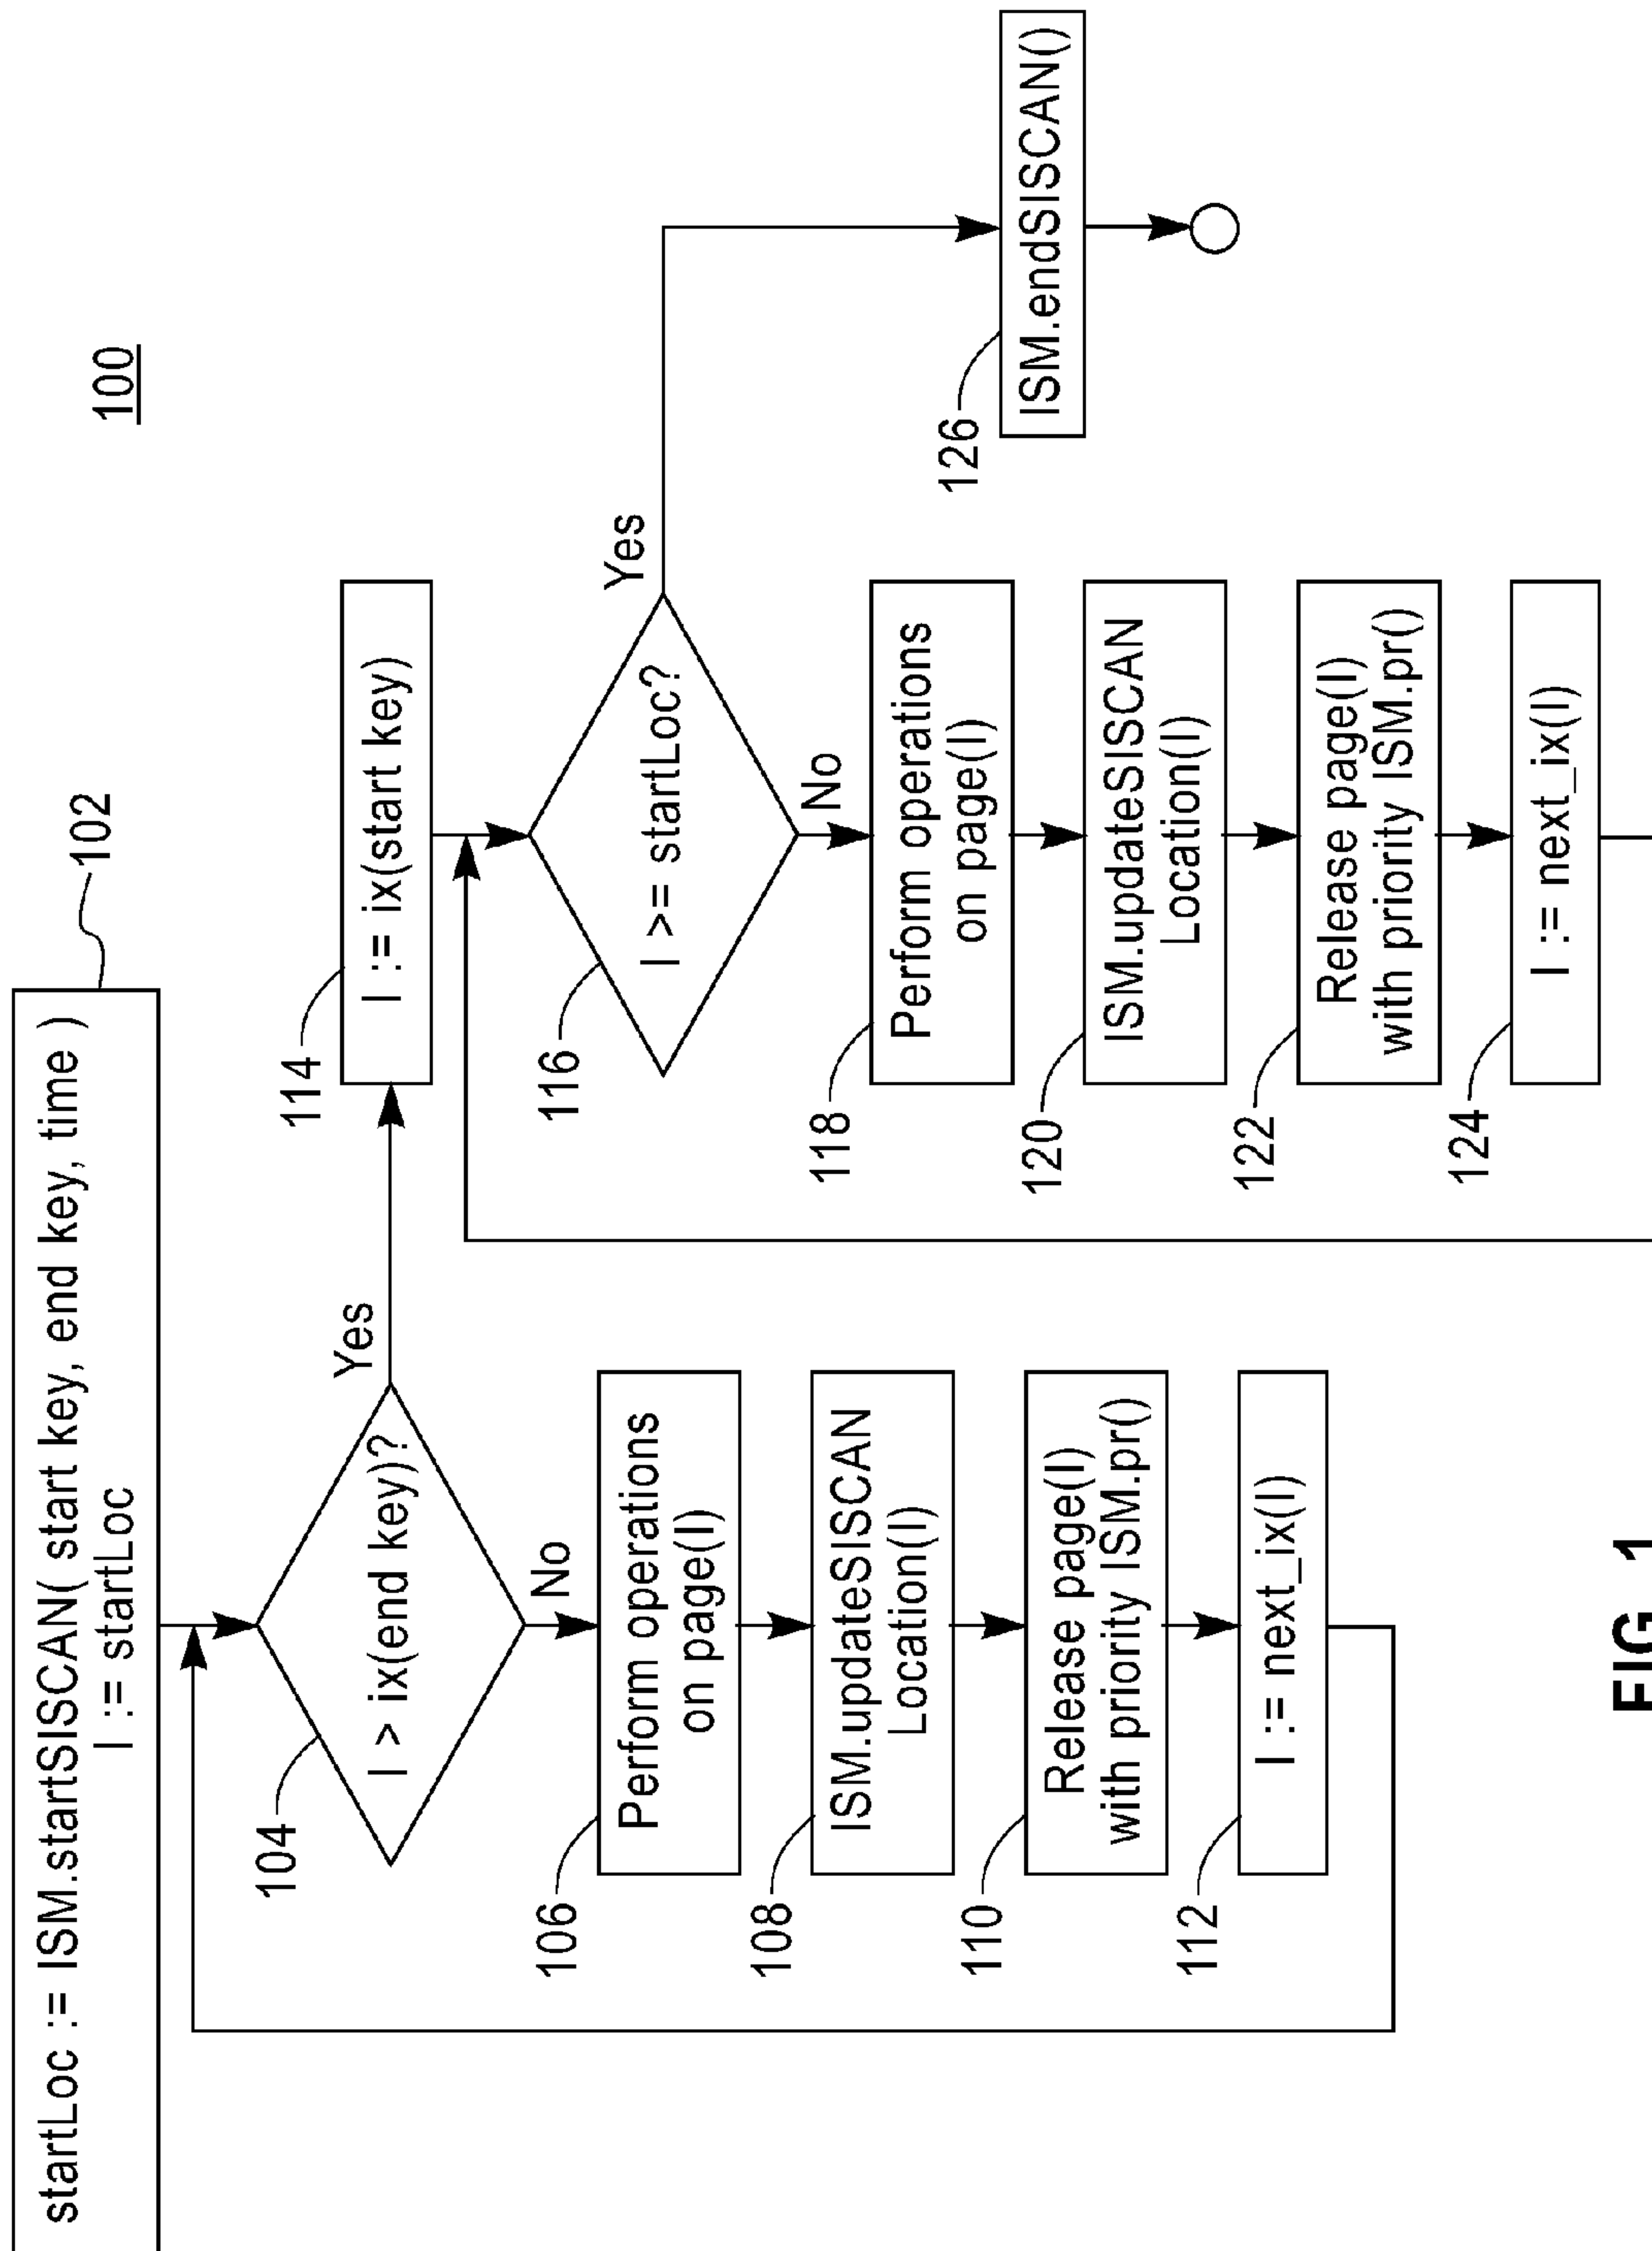 100
startLoc := ISM.startSISCAN( start key, end key, time )
l := startLoc
102
104
l > ix(end key)?
Yes
No
106
Perform operations
on page(l)
108
ISM.updateSISCAN
Location(l)
110
Release page(l)
with priority ISM.pr()
112
l := next_ix(l)
114
l := ix(start key)
116
l >= startLoc?
Yes
No
118
Perform operations
on page(l)
120
ISM.updateSISCAN
Location(l)
122
Release page(l)
with priority ISM.pr()
124
l := next_ix(l)
126
ISM.endSISCAN()
FIG. 1